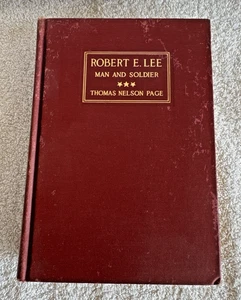 ROBERT E. LEE
MAN AND SOLDIER
THOMAS NELSON PAGE